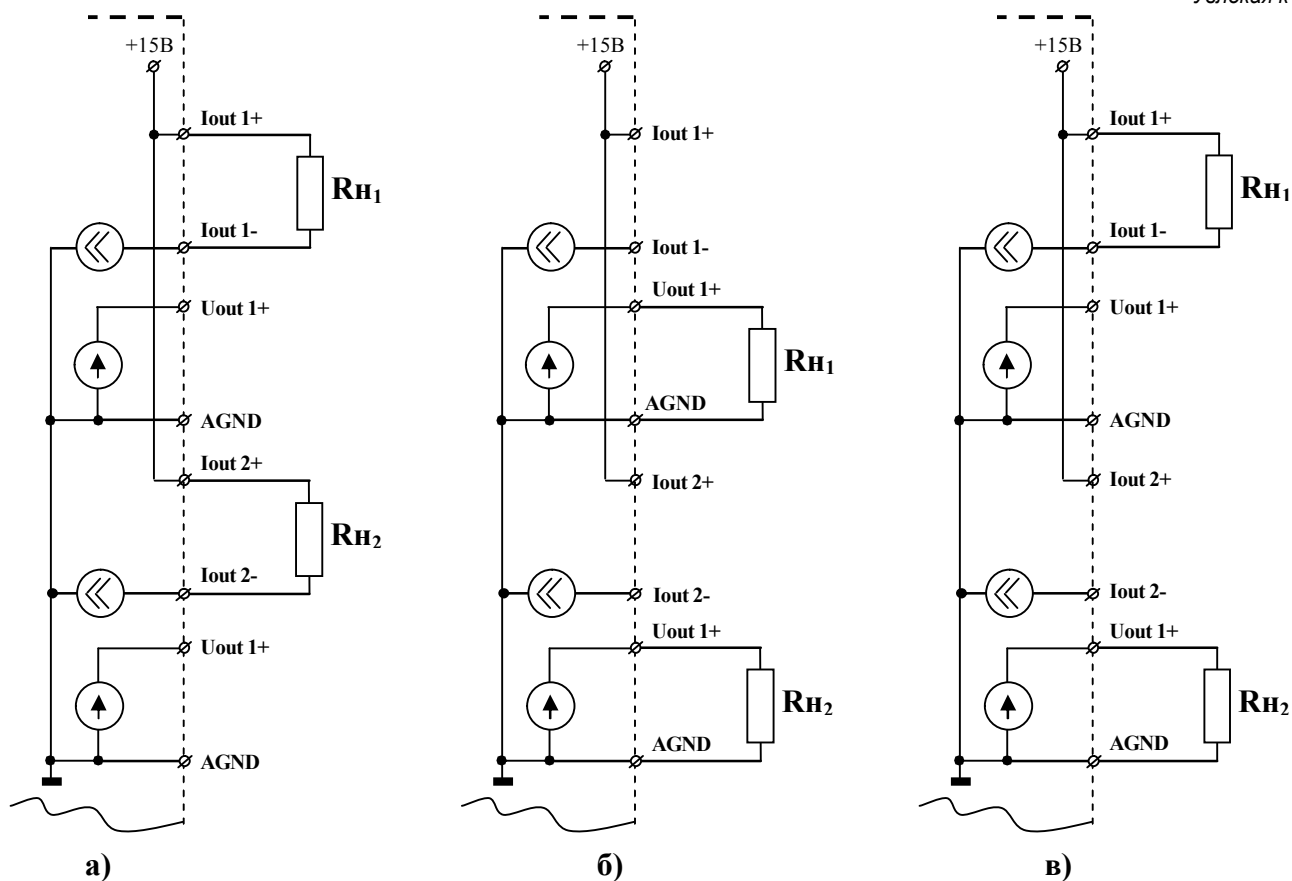 +15В
Iout 1+
Rн₁
Iout 1-
Uout 1+
AGND
Iout 2+
Rн₂
Iout 2-
Uout 1+
AGND
а)
+15В
Iout 1+
Iout 1-
Uout 1+
Rн₁
AGND
Iout 2+
Iout 2-
Uout 1+
Rн₂
AGND
б)
+15В
Iout 1+
Rн₁
Iout 1-
Uout 1+
AGND
Iout 2+
Iout 2-
Uout 1+
Rн₂
AGND
в)